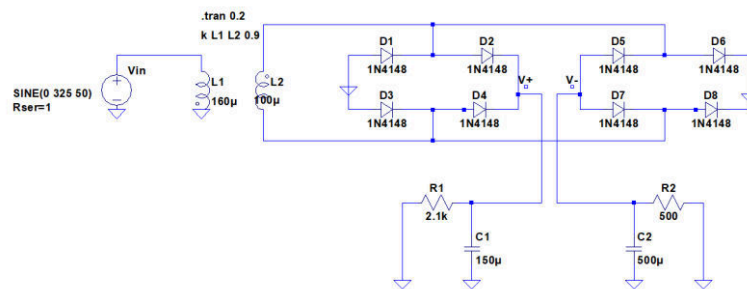 .tran 0.2
k L1 L2 0.9
Vin
SINE(0 325 50)
Rser=1
L1
160µ
L2
100µ
D1
1N4148
D2
1N4148
D3
1N4148
D4
1N4148
V+
V-
D5
1N4148
D6
1N4148
D7
1N4148
D8
1N4148
R1
2.1k
C1
150µ
R2
500
C2
500µ